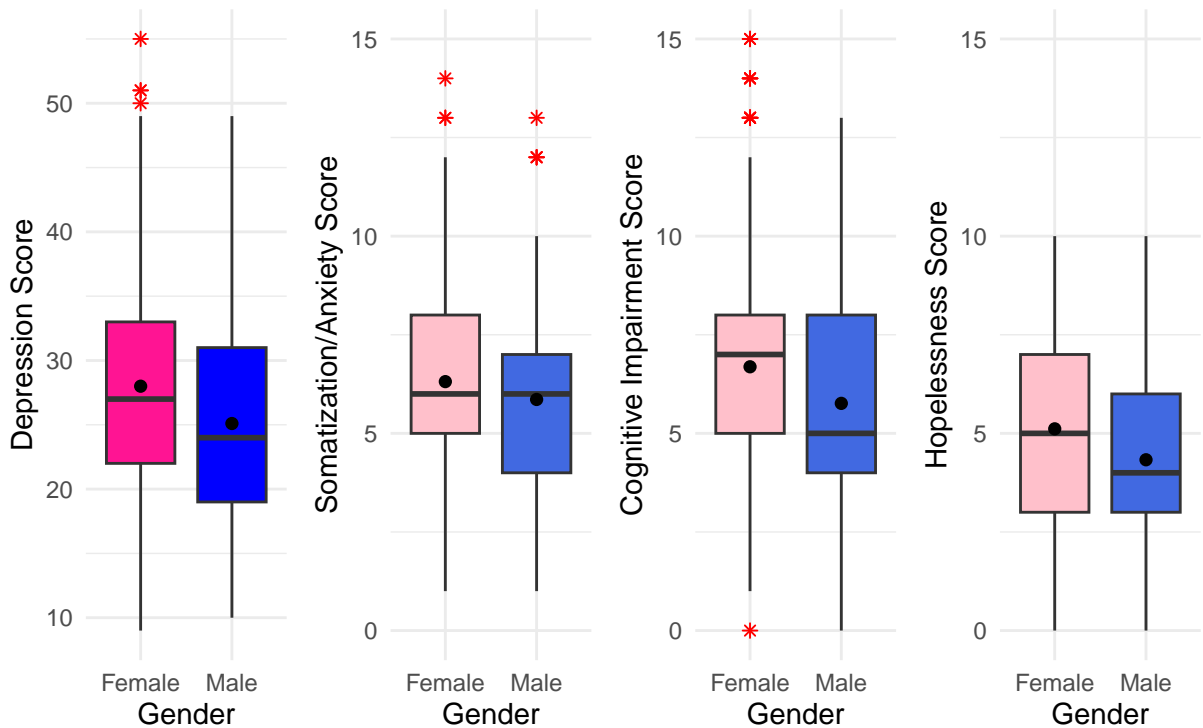 Depression Score
50
40
30
20
10
Female Male
Gender
Somatization/Anxiety Score
15
10
5
0
Female Male
Gender
Cognitive Impairment Score
15
10
5
0
Female Male
Gender
Hopelessness Score
15
10
5
0
Female Male
Gender